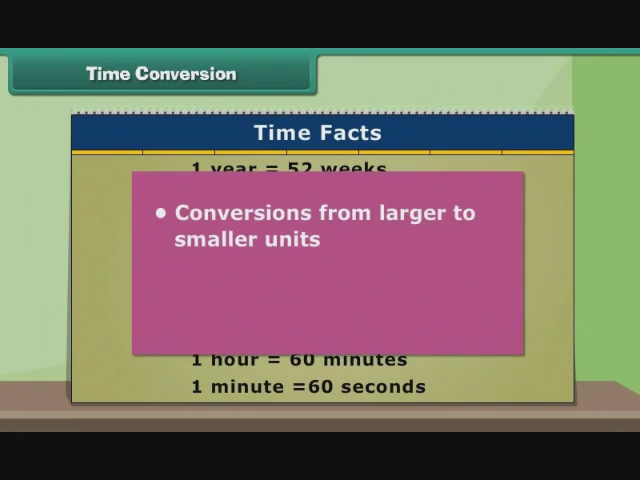 Time Conversion
Time Facts
1 year = 52 weeks
• Conversions from larger to
smaller units
1 hour = 60 minutes
1 minute =60 seconds